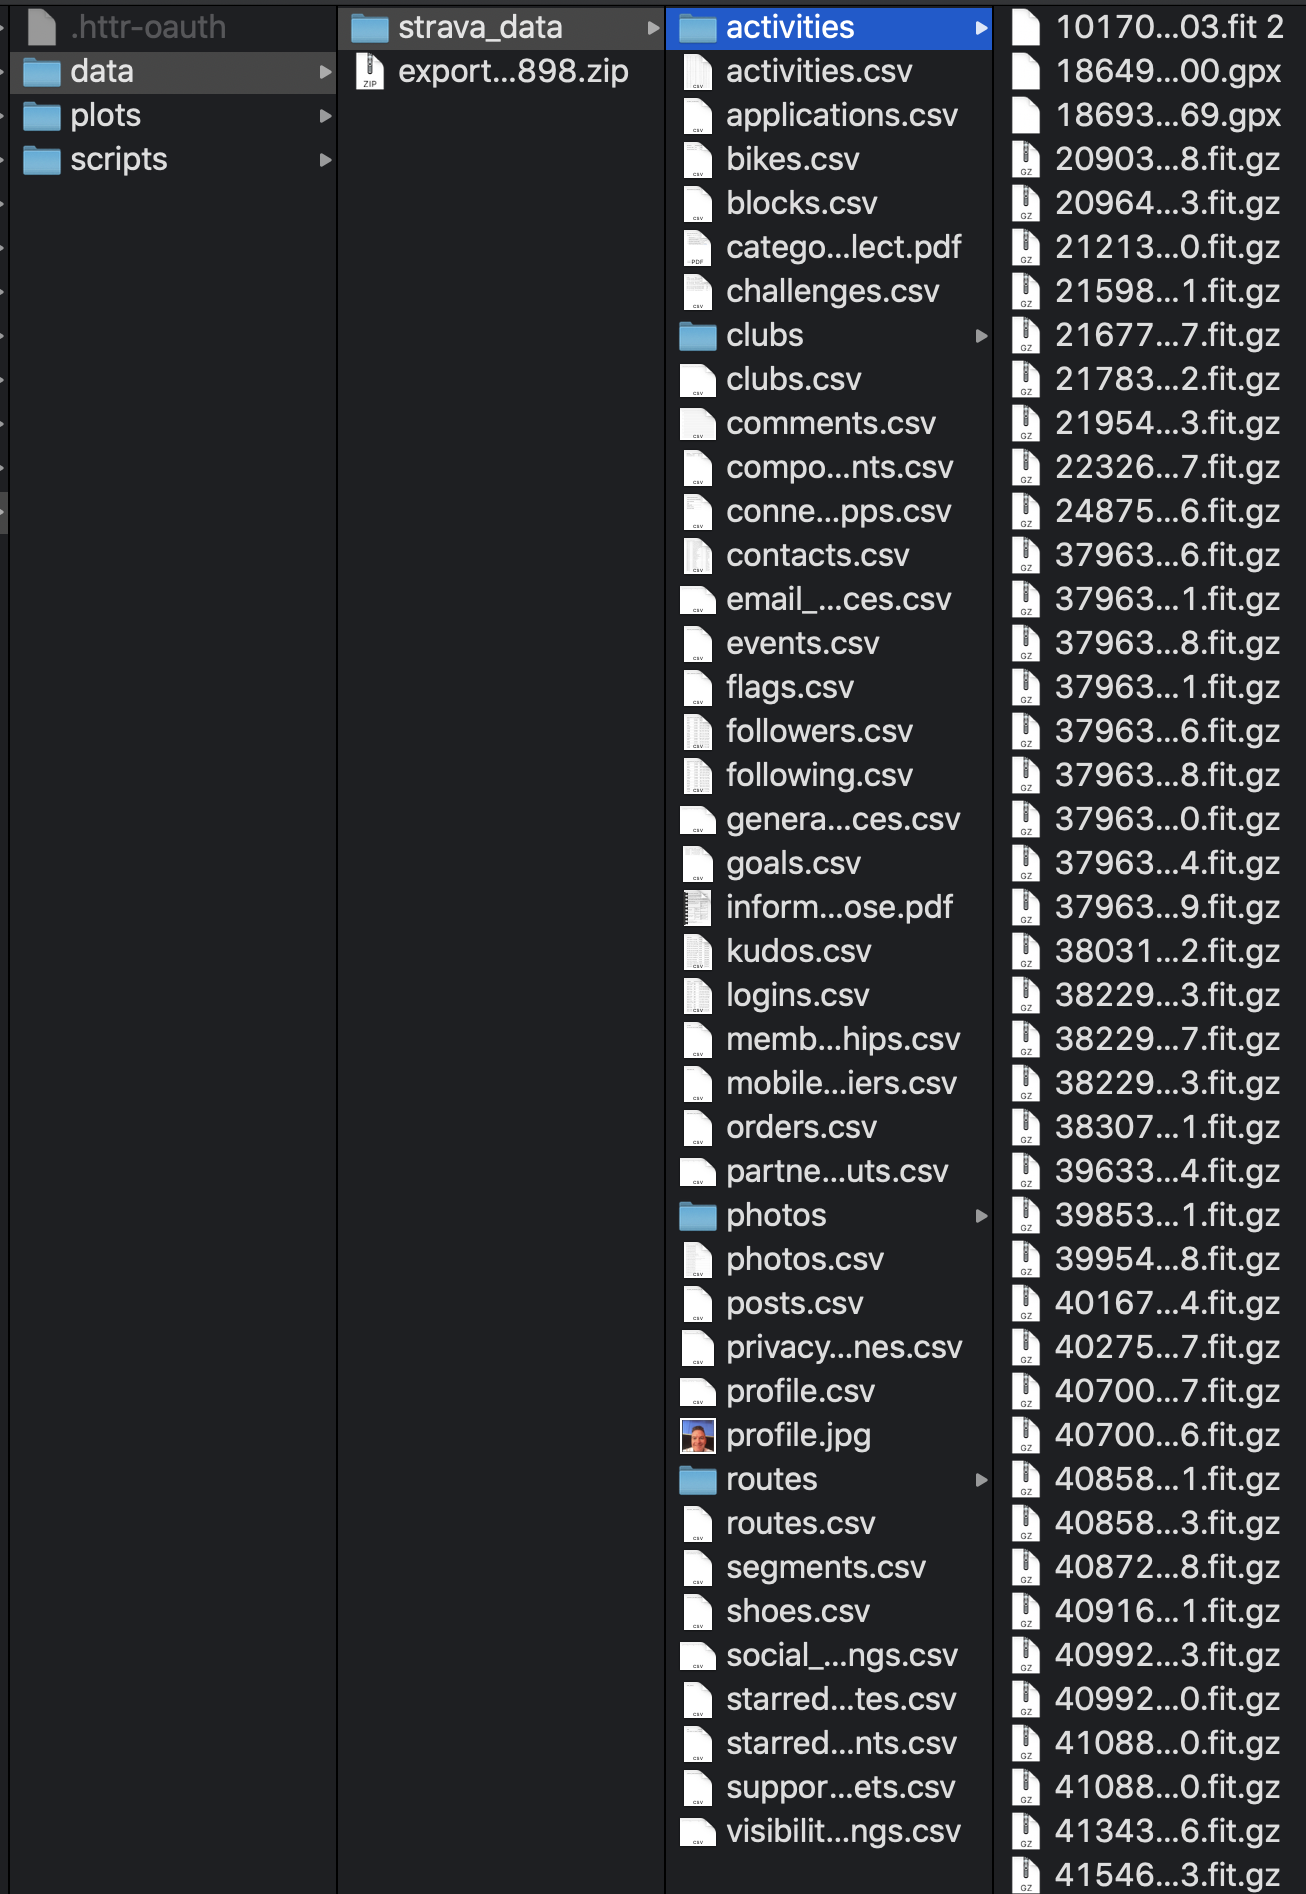 .httr-oauth
data
plots
scripts
strava_data
export...898.zip
activities
activities.csv
applications.csv
bikes.csv
blocks.csv
catego...lect.pdf
challenges.csv
clubs
clubs.csv
comments.csv
compo...nts.csv
conne...pps.csv
contacts.csv
email_...ces.csv
events.csv
flags.csv
followers.csv
following.csv
genera...ces.csv
goals.csv
inform...ose.pdf
kudos.csv
logins.csv
memb...hips.csv
mobile...iers.csv
orders.csv
partne...uts.csv
photos
photos.csv
posts.csv
privacy...nes.csv
profile.csv
profile.jpg
routes
routes.csv
segments.csv
shoes.csv
social_...ngs.csv
starred...tes.csv
starred...nts.csv
suppor...ets.csv
visibilit...ngs.csv
10170...03.fit 2
18649...00.gpx
18693...69.gpx
20903...8.fit.gz
20964...3.fit.gz
21213...0.fit.gz
21598...1.fit.gz
21677...7.fit.gz
21783...2.fit.gz
21954...3.fit.gz
22326...7.fit.gz
24875...6.fit.gz
37963...6.fit.gz
37963...1.fit.gz
37963...8.fit.gz
37963...1.fit.gz
37963...6.fit.gz
37963...8.fit.gz
37963...0.fit.gz
37963...4.fit.gz
37963...9.fit.gz
38031...2.fit.gz
38229...3.fit.gz
38229...7.fit.gz
38229...3.fit.gz
38307...1.fit.gz
39633...4.fit.gz
39853...1.fit.gz
39954...8.fit.gz
40167...4.fit.gz
40275...7.fit.gz
40700...7.fit.gz
40700...6.fit.gz
40858...1.fit.gz
40858...3.fit.gz
40872...8.fit.gz
40916...1.fit.gz
40992...3.fit.gz
40992...0.fit.gz
41088...0.fit.gz
41088...0.fit.gz
41343...6.fit.gz
41546...3.fit.gz